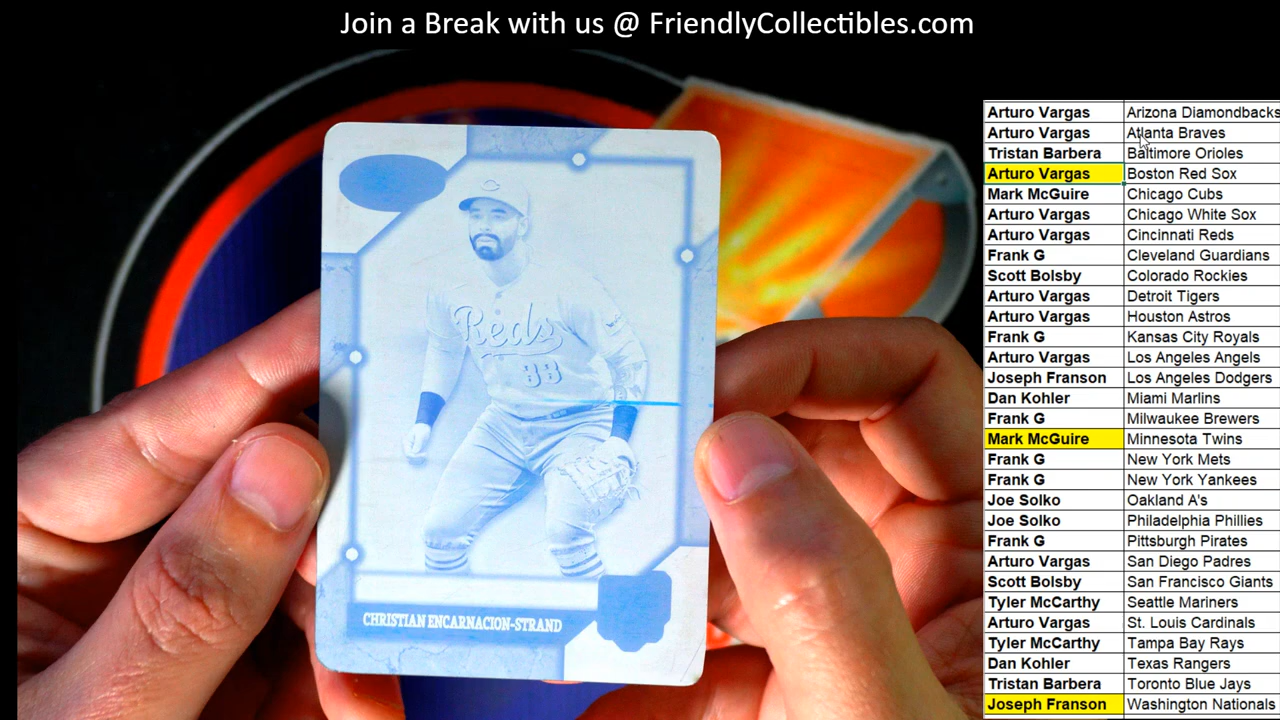 Join a Break with us @ FriendlyCollectibles.com
Reds
88
CHRISTIAN ENCARNACION-STRAND
Arturo Vargas Arizona Diamondbacks
Arturo Vargas Atlanta Braves
Tristan Barbera Baltimore Orioles
Arturo Vargas Boston Red Sox
Mark McGuire Chicago Cubs
Arturo Vargas Chicago White Sox
Arturo Vargas Cincinnati Reds
Frank G Cleveland Guardians
Scott Bolsby Colorado Rockies
Arturo Vargas Detroit Tigers
Arturo Vargas Houston Astros
Frank G Kansas City Royals
Arturo Vargas Los Angeles Angels
Joseph Franson Los Angeles Dodgers
Dan Kohler Miami Marlins
Frank G Milwaukee Brewers
Mark McGuire Minnesota Twins
Frank G New York Mets
Frank G New York Yankees
Joe Solko Oakland A's
Joe Solko Philadelphia Phillies
Frank G Pittsburgh Pirates
Arturo Vargas San Diego Padres
Scott Bolsby San Francisco Giants
Tyler McCarthy Seattle Mariners
Arturo Vargas St. Louis Cardinals
Tyler McCarthy Tampa Bay Rays
Dan Kohler Texas Rangers
Tristan Barbera Toronto Blue Jays
Joseph Franson Washington Nationals